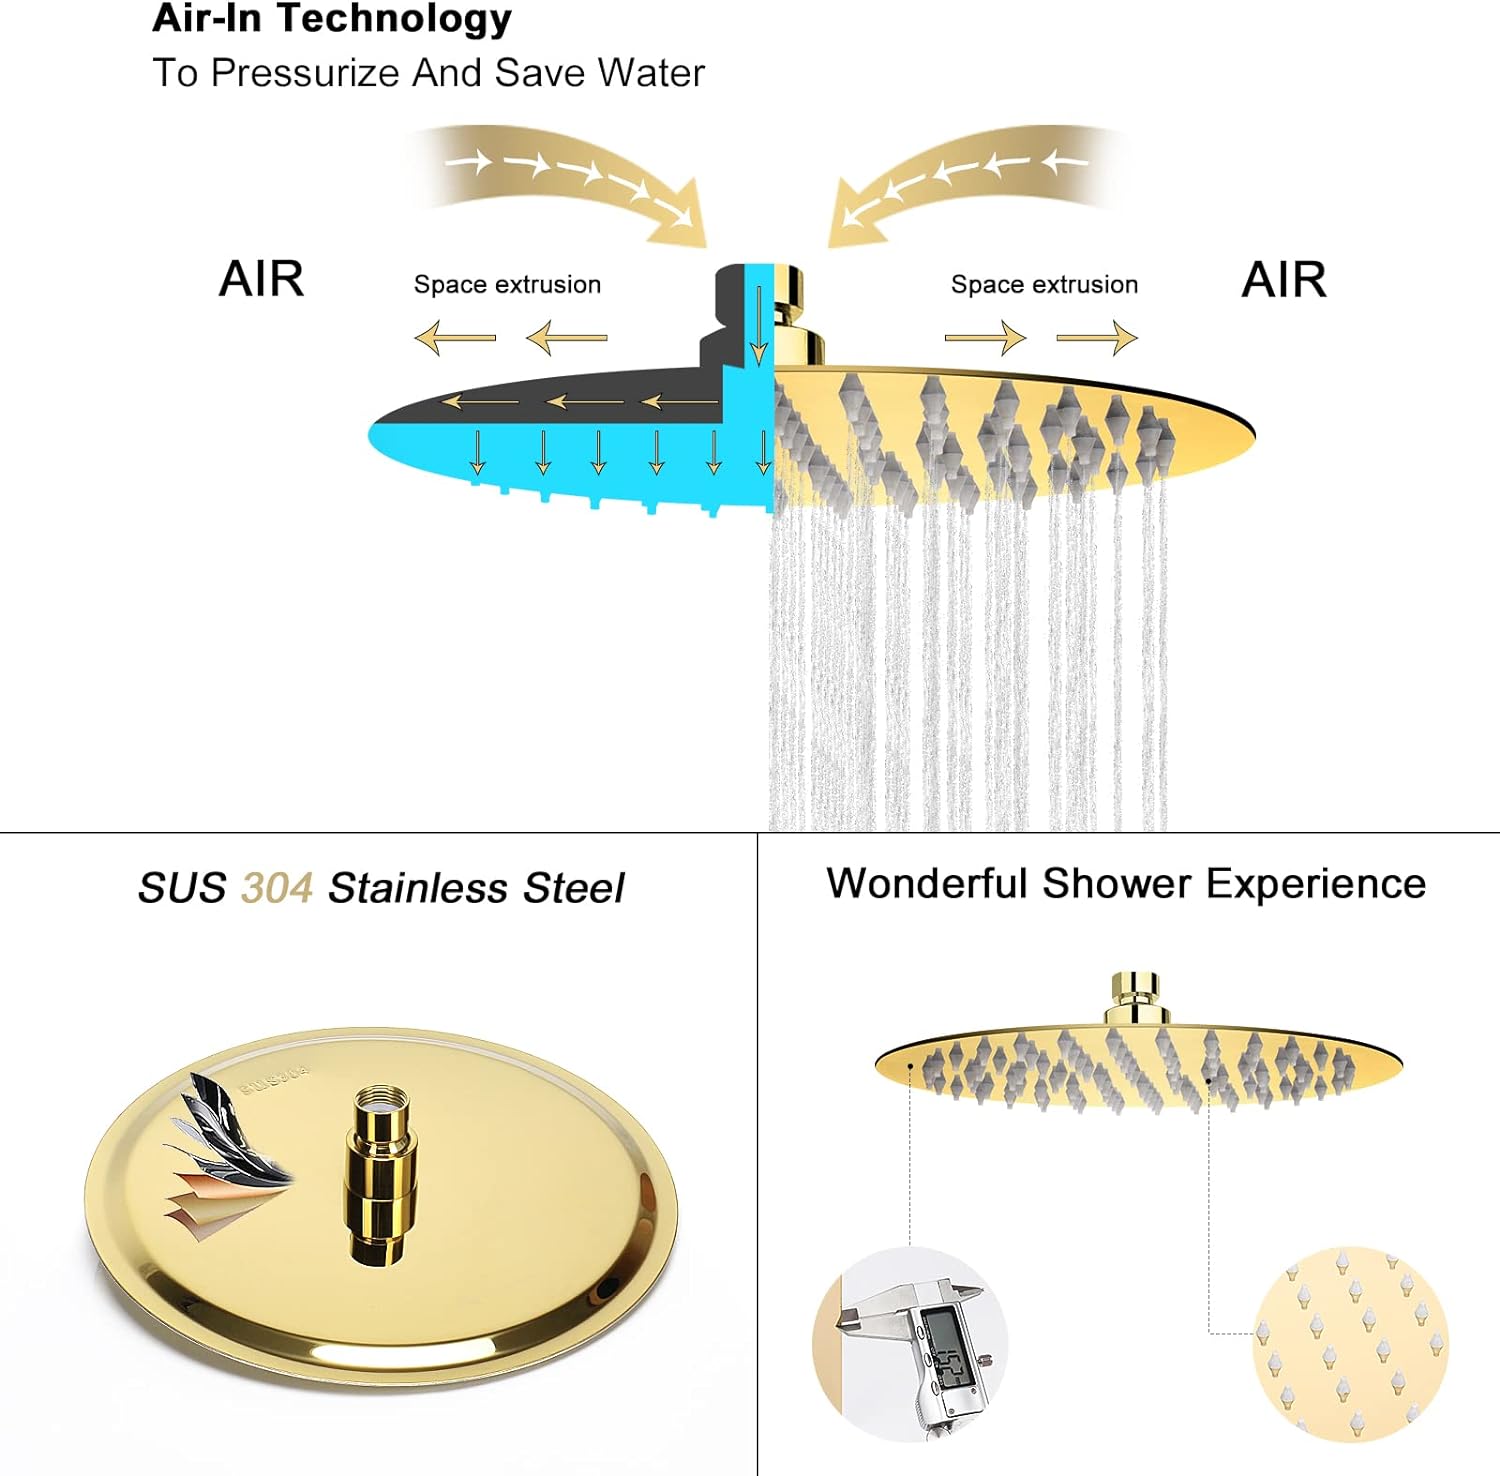 Air-In Technology
To Pressurize And Save Water
AIR
Space extrusion
Space extrusion
AIR
SUS 304 Stainless Steel
SUS304
Wonderful Shower Experience